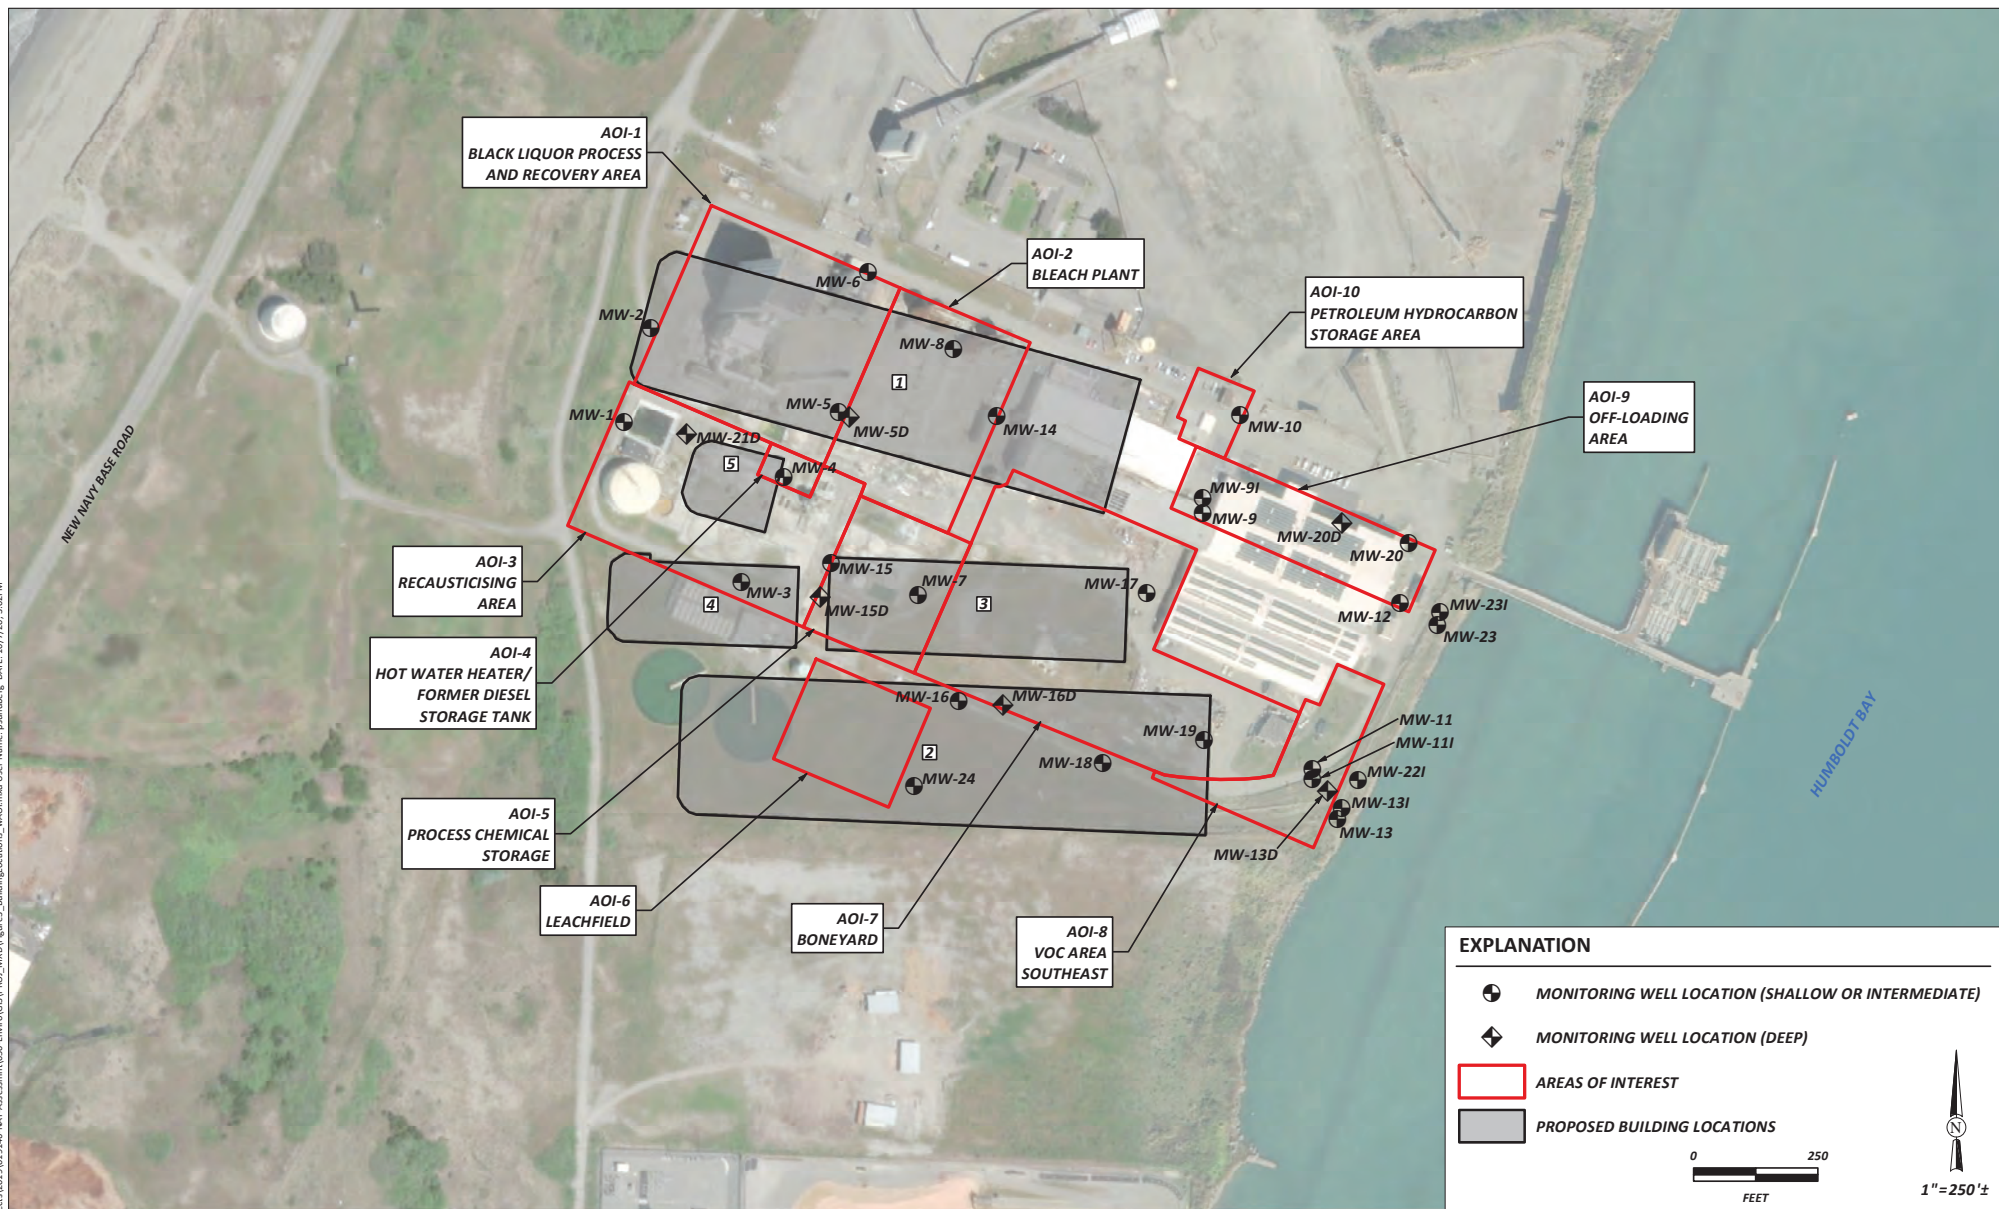 AOI-1
BLACK LIQUOR PROCESS
AND RECOVERY AREA
AOI-2
BLEACH PLANT
AOI-10
PETROLEUM HYDROCARBON
STORAGE AREA
AOI-9
OFF-LOADING
AREA
MW-6
MW-2
MW-8
1
MW-5
MW-5D
MW-14
MW-10
MW-1
MW-21D
5
MW-4
MW-9I
MW-9
MW-20D
MW-20
NEW NAVY BASE ROAD
AOI-3
RECAUSTICISING
AREA
MW-15
MW-3
4
MW-15D
MW-7
3
MW-17
MW-12
MW-23I
MW-23
AOI-4
HOT WATER HEATER/
FORMER DIESEL
STORAGE TANK
MW-16
MW-16D
MW-19
MW-11
MW-11I
2
MW-18
MW-24
MW-22I
MW-13I
MW-13
MW-13D
HUMBOLDT BAY
AOI-5
PROCESS CHEMICAL
STORAGE
AOI-6
LEACHFIELD
AOI-7
BONEYARD
AOI-8
VOC AREA
SOUTHEAST
EXPLANATION
MONITORING WELL LOCATION (SHALLOW OR INTERMEDIATE)
MONITORING WELL LOCATION (DEEP)
AREAS OF INTEREST
PROPOSED BUILDING LOCATIONS
0 250
FEET
N
1"=250'±